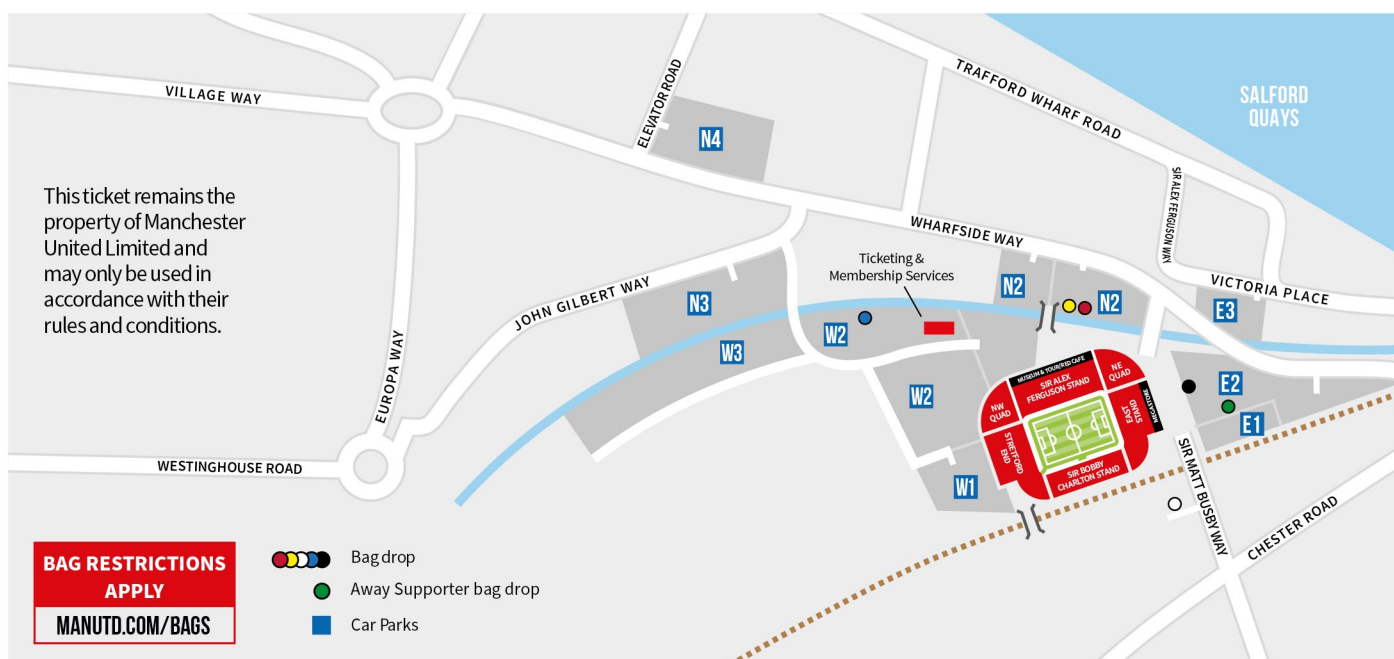 SALFORD
QUAYS
TRAFFORD WHARF ROAD
VILLAGE WAY
ELEVATOR ROAD
N4
This ticket remains the
property of Manchester
United Limited and
may only be used in
accordance with their
rules and conditions.
SIR ALEX FERGUSON WAY
WHARFSIDE WAY
Ticketing &
Membership Services
VICTORIA PLACE
JOHN GILBERT WAY
N3
N2
N2
E3
EUROPA WAY
W3
W2
W2
MUSEUM & TOUR/RED CAFE
SIR ALEX
FERGUSON STAND
NE
QUAD
NW
QUAD
EAST
STAND
MEGASTORE
E2
E1
STRETFORD
END
SIR BOBBY
CHARLTON STAND
W1
WESTINGHOUSE ROAD
SIR MATT BUSBY WAY
CHESTER ROAD
BAG RESTRICTIONS
APPLY
MANUTD.COM/BAGS
Bag drop
Away Supporter bag drop
Car Parks